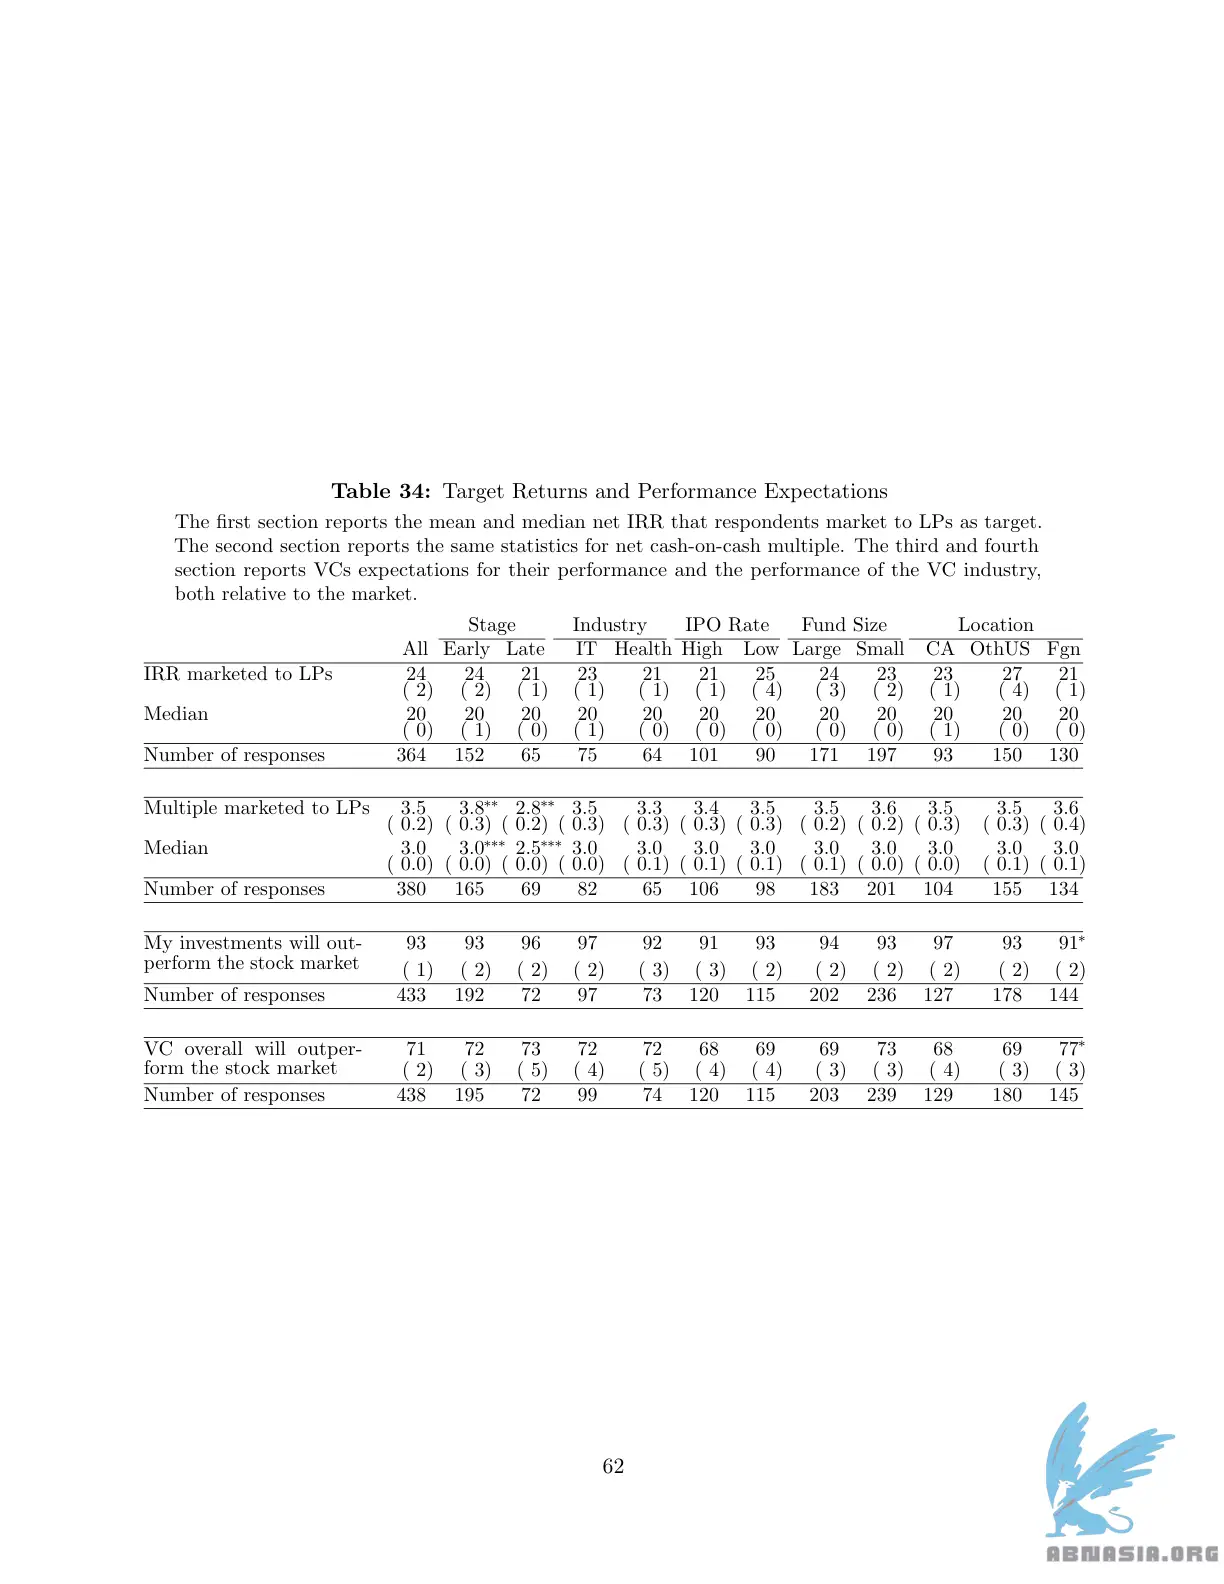 Table 34: Target Returns and Performance Expectations
The first section reports the mean and median net IRR that respondents market to LPs as target.
The second section reports the same statistics for net cash-on-cash multiple. The third and fourth
section reports VCs expectations for their performance and the performance of the VC industry,
both relative to the market.
Stage Industry IPO Rate Fund Size Location
All Early Late IT Health High Low Large Small CA OthUS Fgn
IRR marketed to LPs 24 24 21 23 21 21 25 24 23 23 27 21
( 2) ( 2) ( 1) ( 1) ( 1) ( 1) ( 4) ( 3) ( 2) ( 1) ( 4) ( 1)
Median 20 20 20 20 20 20 20 20 20 20 20 20
( 0) ( 1) ( 0) ( 1) ( 0) ( 0) ( 0) ( 0) ( 0) ( 1) ( 0) ( 0)
Number of responses 364 152 65 75 64 101 90 171 197 93 150 130
Multiple marketed to LPs 3.5 3.8** 2.8** 3.5 3.3 3.4 3.5 3.5 3.6 3.5 3.5 3.6
( 0.2) ( 0.3) ( 0.2) ( 0.3) ( 0.3) ( 0.3) ( 0.3) ( 0.2) ( 0.2) ( 0.3) ( 0.3) ( 0.4)
Median 3.0 3.0*** 2.5*** 3.0 3.0 3.0 3.0 3.0 3.0 3.0 3.0 3.0
( 0.0) ( 0.0) ( 0.0) ( 0.0) ( 0.1) ( 0.1) ( 0.1) ( 0.1) ( 0.0) ( 0.0) ( 0.1) ( 0.1)
Number of responses 380 165 69 82 65 106 98 183 201 104 155 134
My investments will out- 93 93 96 97 92 91 93 94 93 97 93 91*
perform the stock market ( 1) ( 2) ( 2) ( 2) ( 3) ( 3) ( 2) ( 2) ( 2) ( 2) ( 2) ( 2)
Number of responses 433 192 72 97 73 120 115 202 236 127 178 144
VC overall will outper- 71 72 73 72 72 68 69 69 73 68 69 77*
form the stock market ( 2) ( 3) ( 5) ( 4) ( 5) ( 4) ( 4) ( 3) ( 3) ( 4) ( 3) ( 3)
Number of responses 438 195 72 99 74 120 115 203 239 129 180 145
62
ABNASIA.ORG